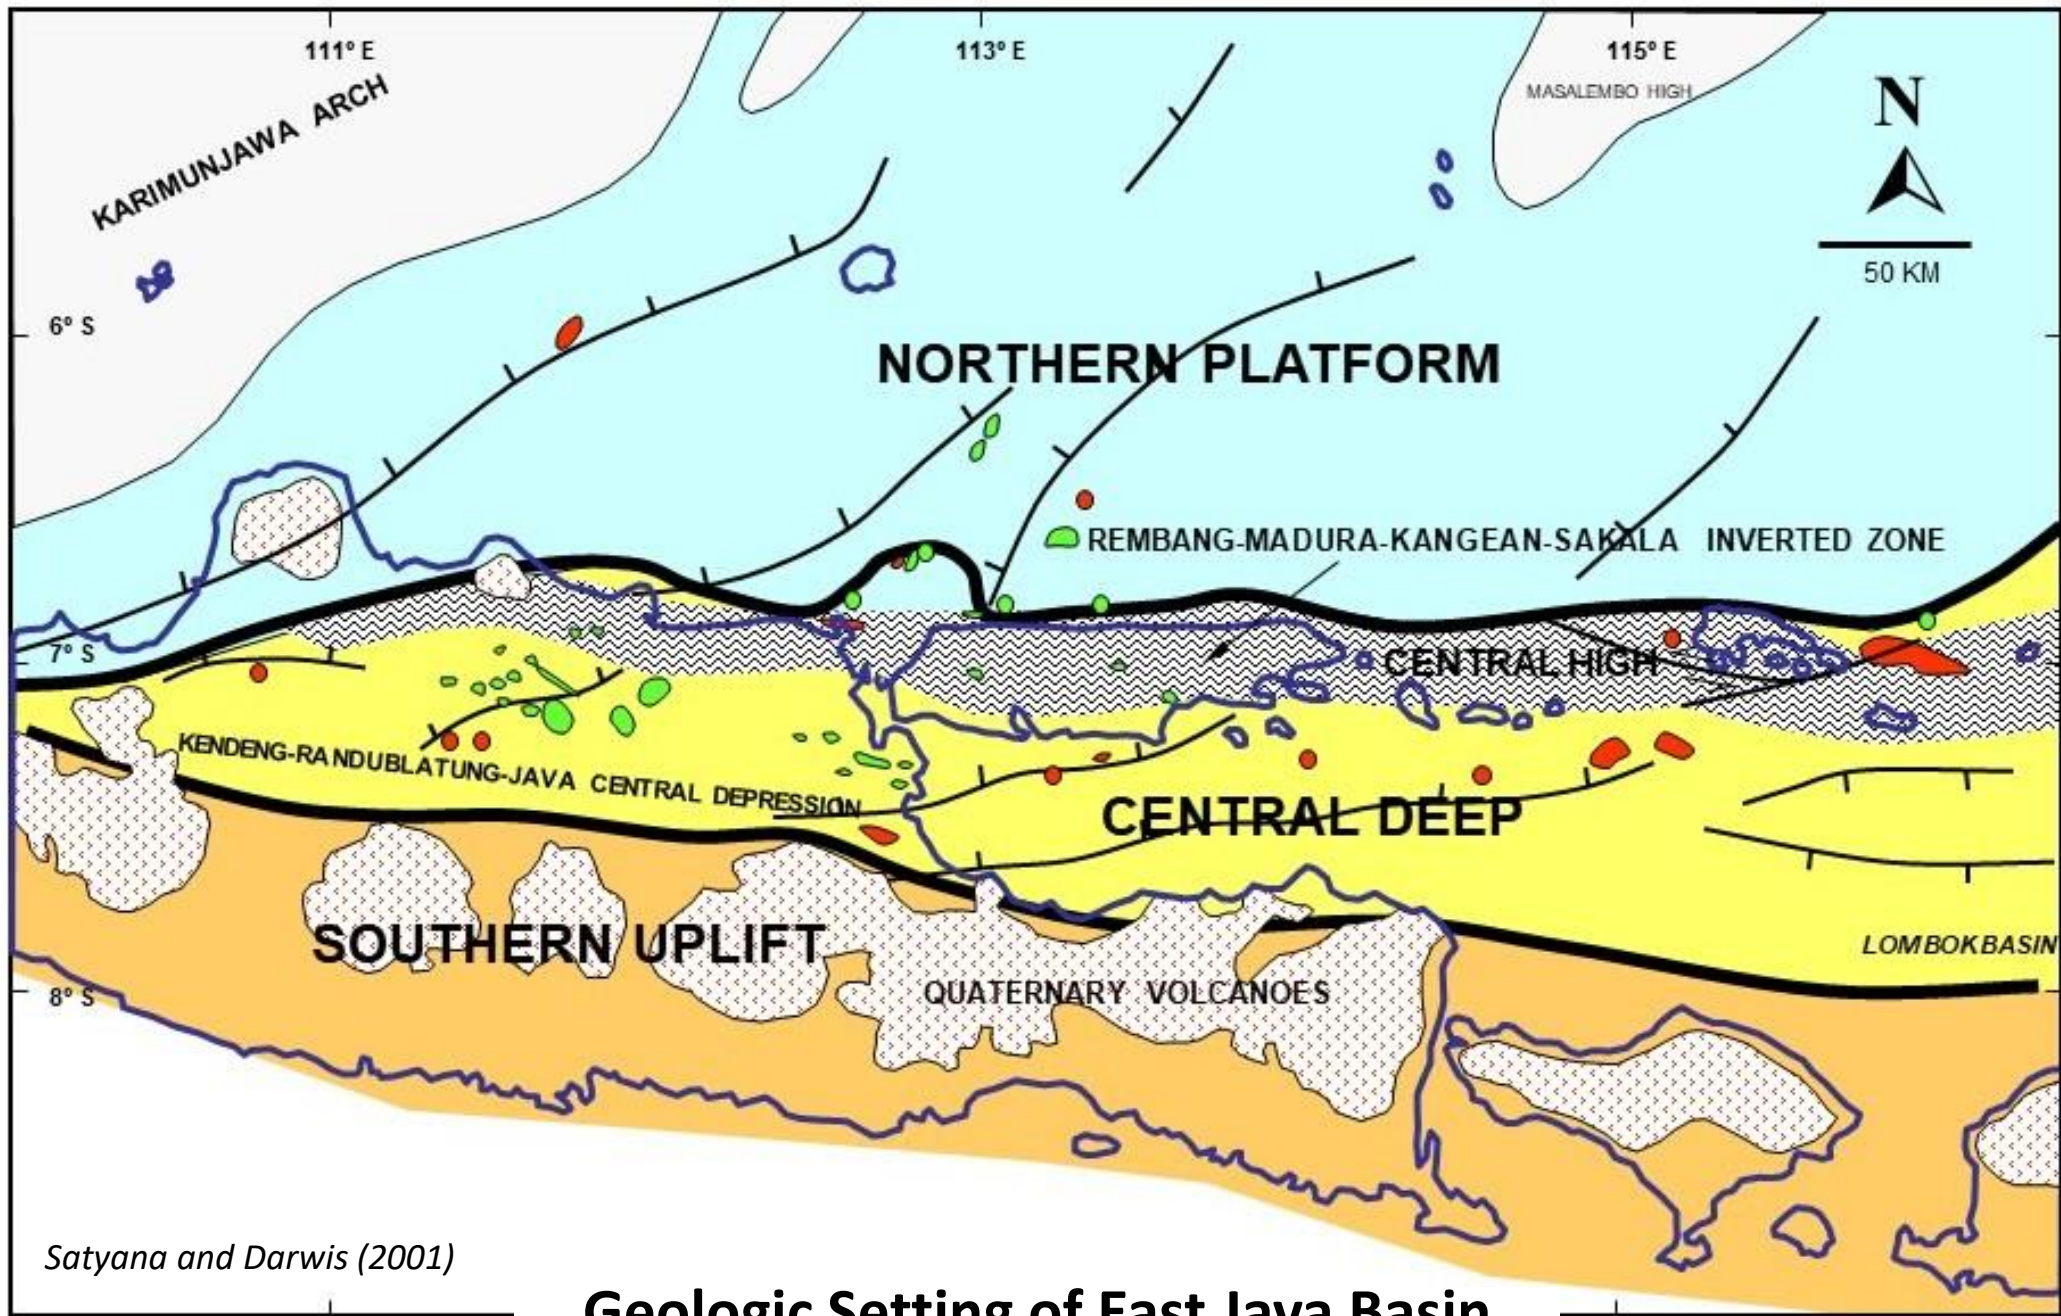 111° E
113° E
115° E
KARIMUNJAWA ARCH
MASALEMBO HIGH
N
50 KM
6° S
NORTHERN PLATFORM
REMBANG-MADURA-KANGEAN-SAKALA INVERTED ZONE
7° S
CENTRAL HIGH
KENDENG-RANDUBLATUNG-JAVA CENTRAL DEPRESSION
CENTRAL DEEP
SOUTHERN UPLIFT
LOMBOK BASIN
QUATERNARY VOLCANOES
8° S
Satyana and Darwis (2001)
Geologic Setting of East Java Basin